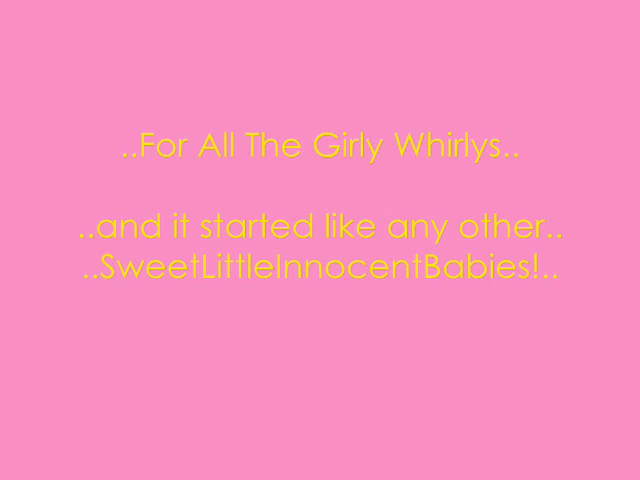 ..For All The Girly Whirlys..
..and it started like any other..
..SweetLittleInnocentBabies!..